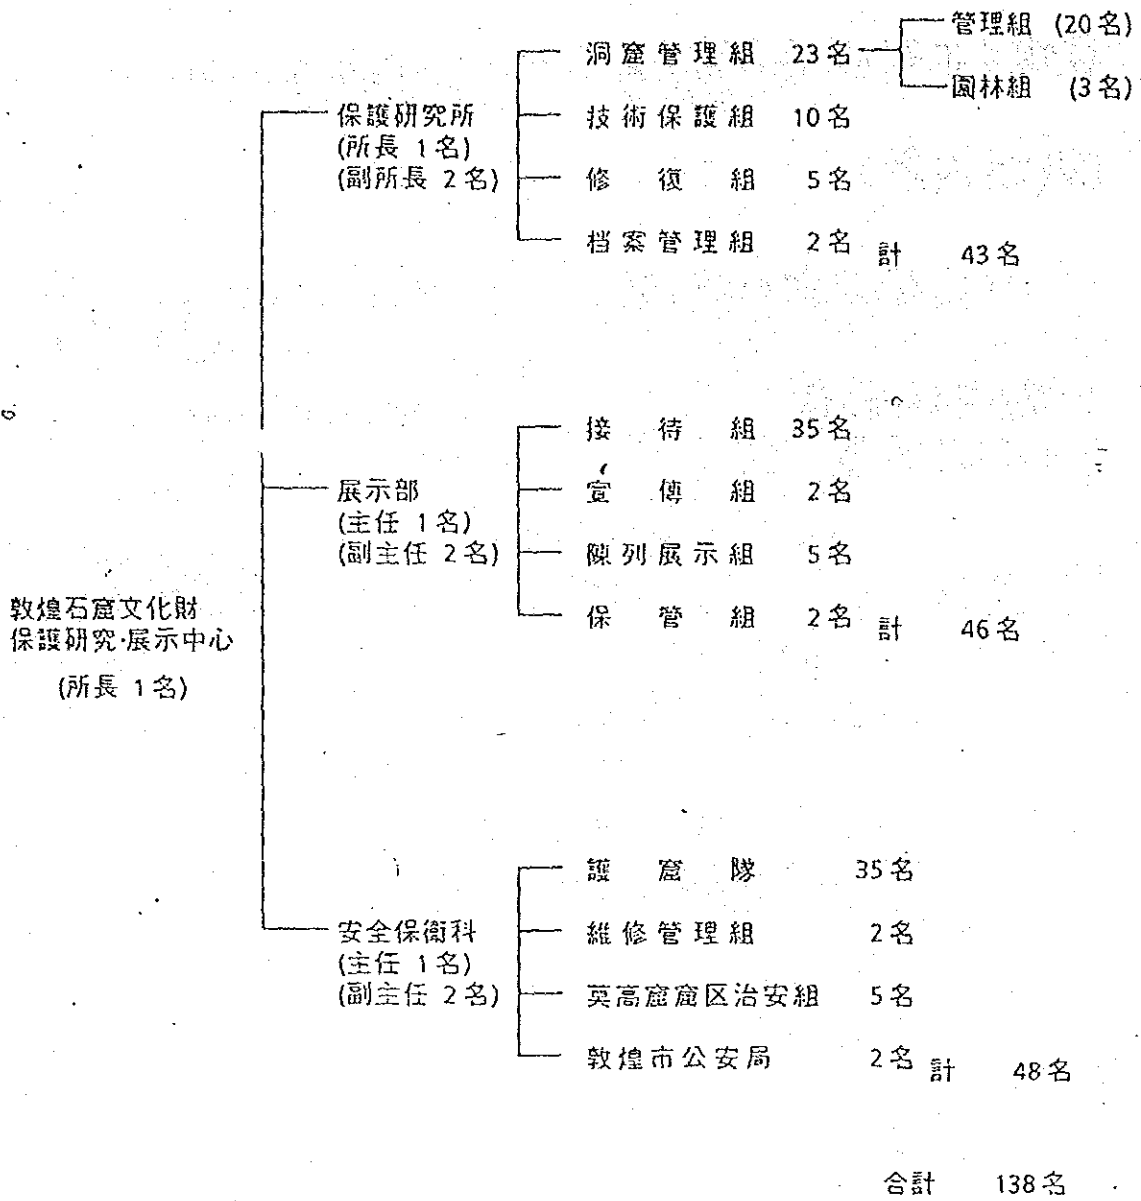 敦煌石窟文化財
保護研究·展示中心
(所長 1名)
保護研究所
(所長 1名)
(副所長 2名)
洞窟管理組 23名
管理組 (20名)
園林組 (3名)
技術保護組 10名
修復組 5名
档案管理組 2名
計 43名
展示部
(主任 1名)
(副主任 2名)
接待組 35名
宣傳組 2名
陳列展示組 5名
保管組 2名
計 46名
安全保衛科
(主任 1名)
(副主任 2名)
護窟隊 35名
維修管理組 2名
莫高窟窟区治安組 5名
敦煌市公安局 2名
計 48名
合計 138名